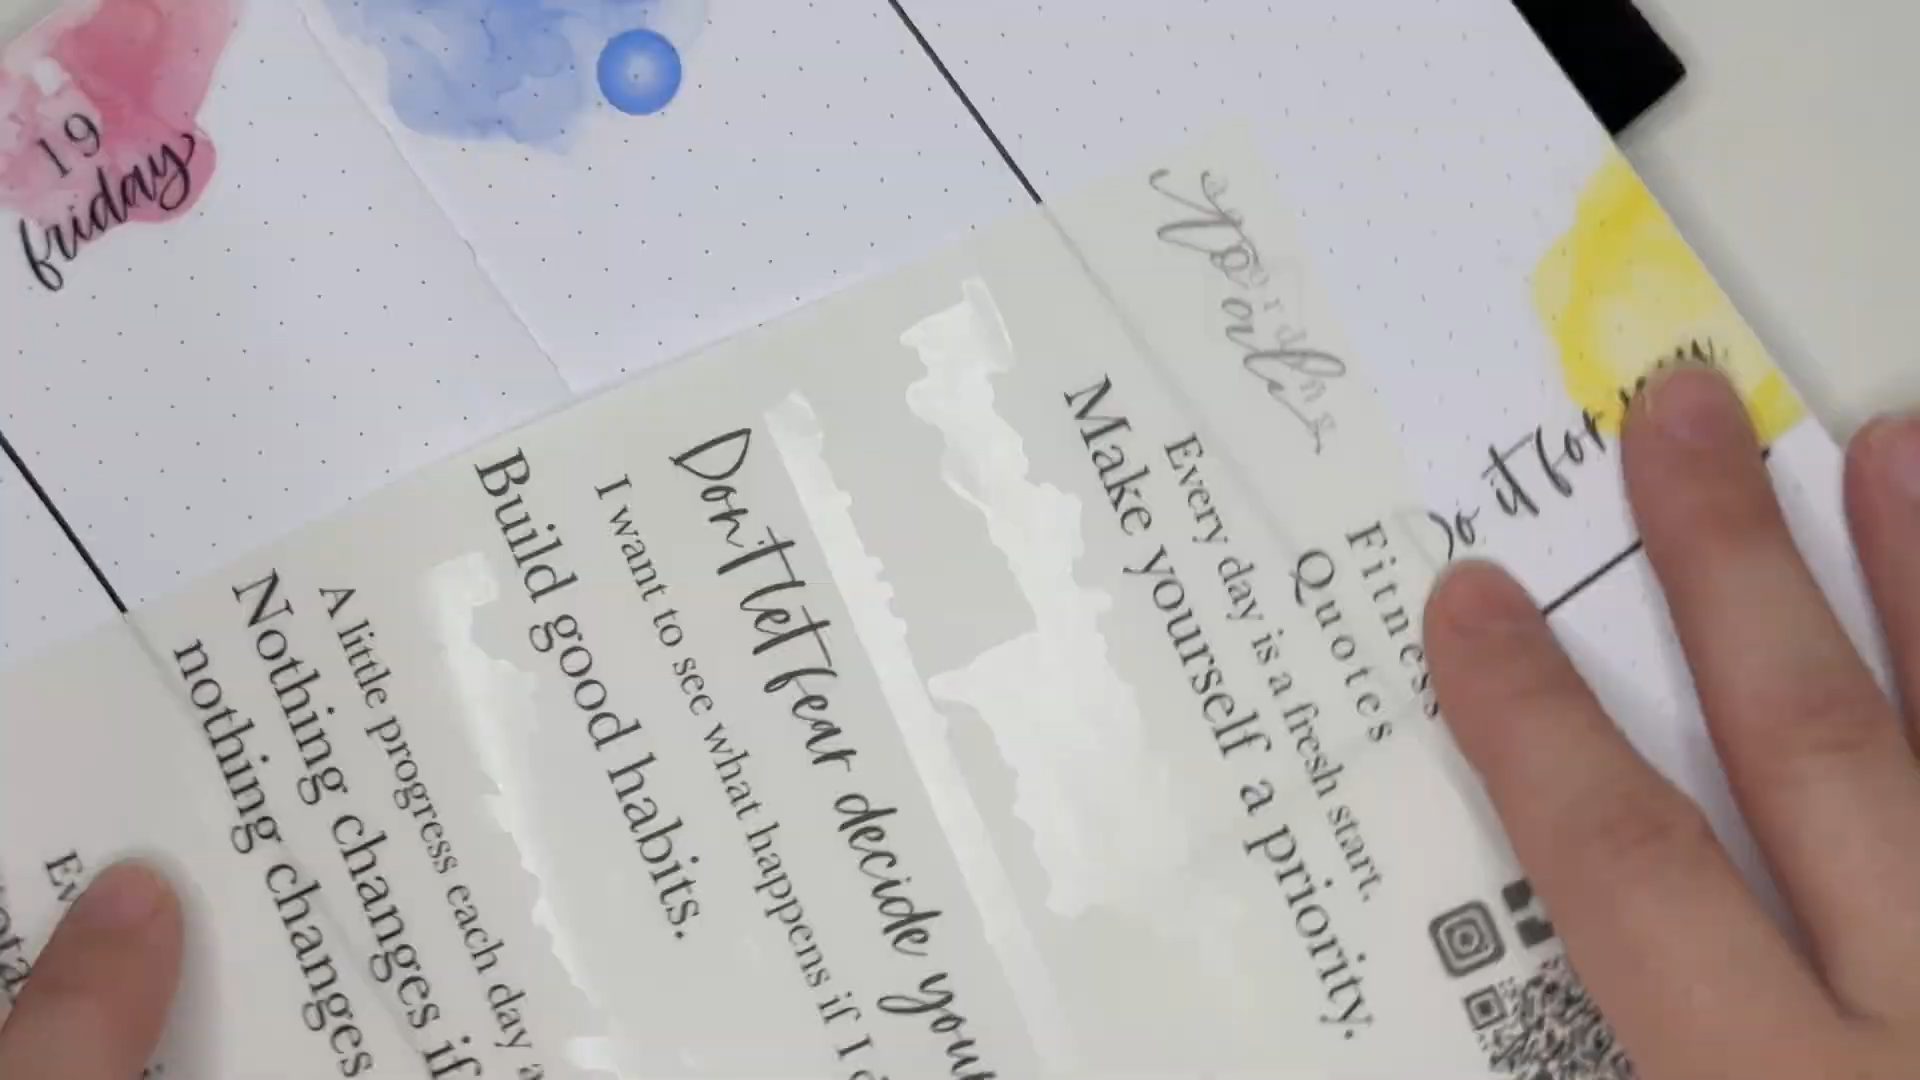 19
friday
it for
Fitness
Quotes
Every day is a fresh start.
Make yourself a priority.
Don't let fear decide your
I want to see what happens if I
Build good habits.
A little progress each day a
Nothing changes if
nothing changes
Ev